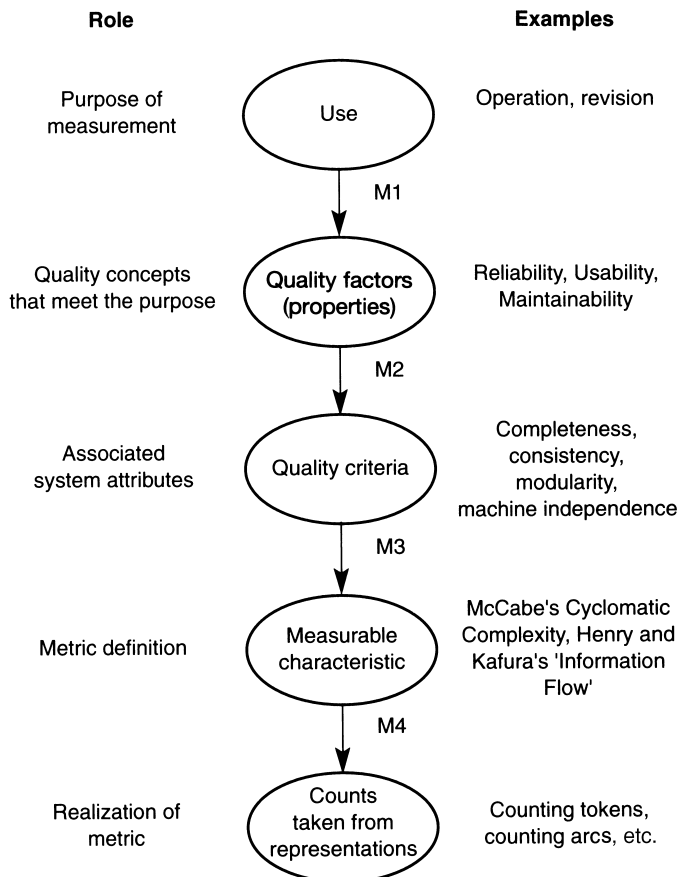 Role
Examples
Purpose of
measurement
Use
Operation, revision
M1
Quality concepts
that meet the purpose
Quality factors
(properties)
Reliability, Usability,
Maintainability
M2
Associated
system attributes
Quality criteria
Completeness,
consistency,
modularity,
machine independence
M3
Metric definition
Measurable
characteristic
McCabe's Cyclomatic
Complexity, Henry and
Kafura's 'Information
Flow'
M4
Realization of
metric
Counts
taken from
representations
Counting tokens,
counting arcs, etc.